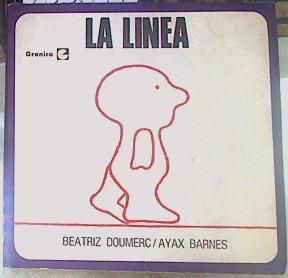 LA LINEA
Granica
BEATRIZ DOUMERC/AYAX BARNES